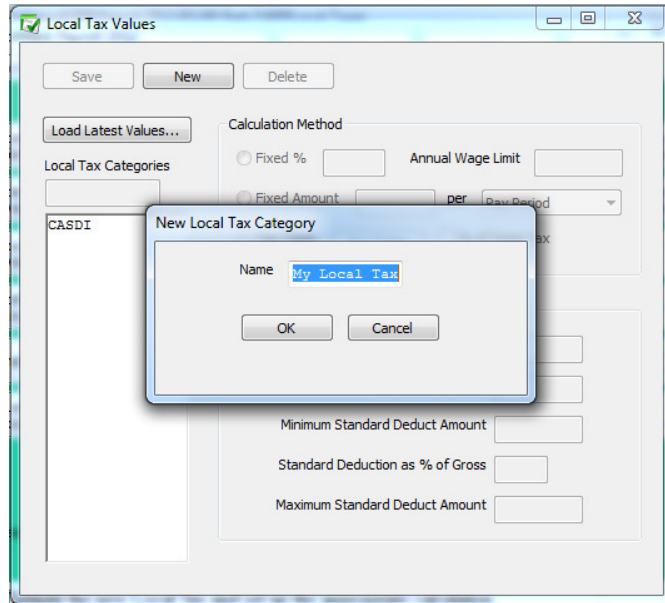 Local Tax Values
Save New Delete
Load Latest Values...
Calculation Method
Fixed % Annual Wage Limit
Local Tax Categories
Fixed Amount per Pay Period
CASDI
New Local Tax Category
Name My Local Tax
OK Cancel
Minimum Standard Deduct Amount
Standard Deduction as % of Gross
Maximum Standard Deduct Amount